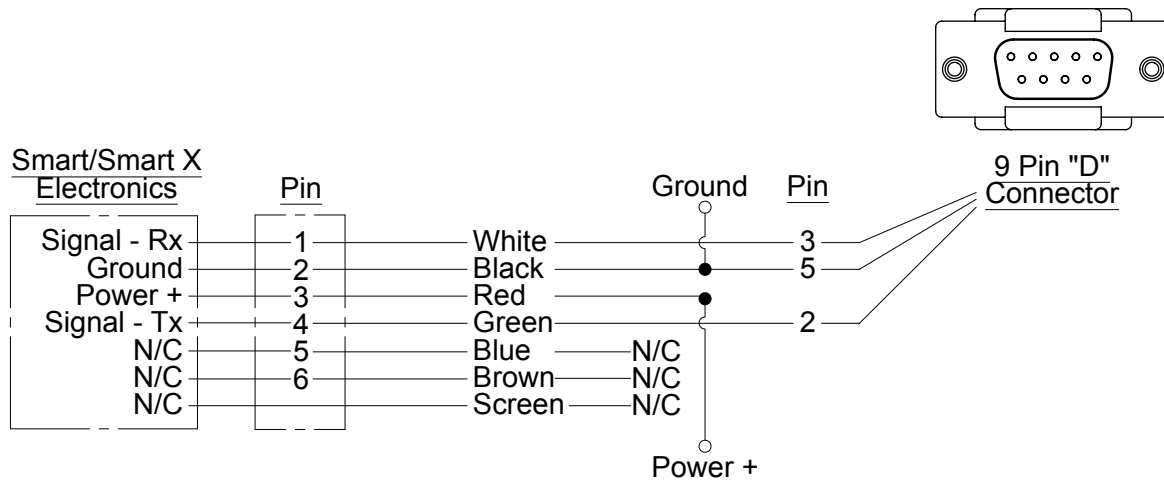 9 Pin "D"
Connector
Smart/Smart X
Electronics
Pin
Ground
Pin
Signal - Rx 1 White 3
Ground 2 Black 5
Power + 3 Red
Signal - Tx 4 Green 2
N/C 5 Blue N/C
N/C 6 Brown N/C
N/C Screen N/C
Power +